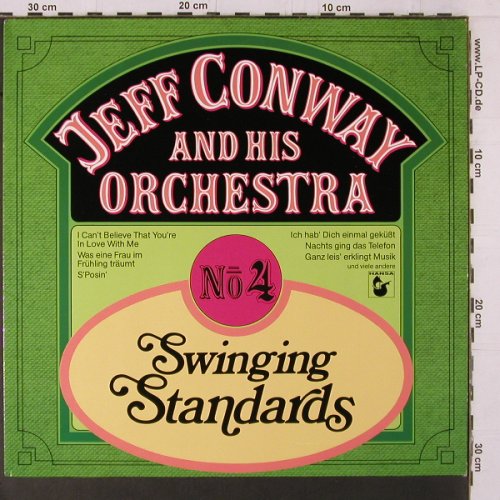 30 cm
20 cm
10 cm
www.LP-CD.de
10 cm
20 cm
30 cm
JEFF CONWAY
AND HIS
ORCHESTRA
I Can't Believe That You're
In Love With Me
Was eine Frau im
Frühling träumt
S'Posin'
Ich hab' Dich einmal geküßt
Nachts ging das Telefon
Ganz leis' erklingt Musik
und viele andere
HANSA
Nō 4
Swinging
Standards